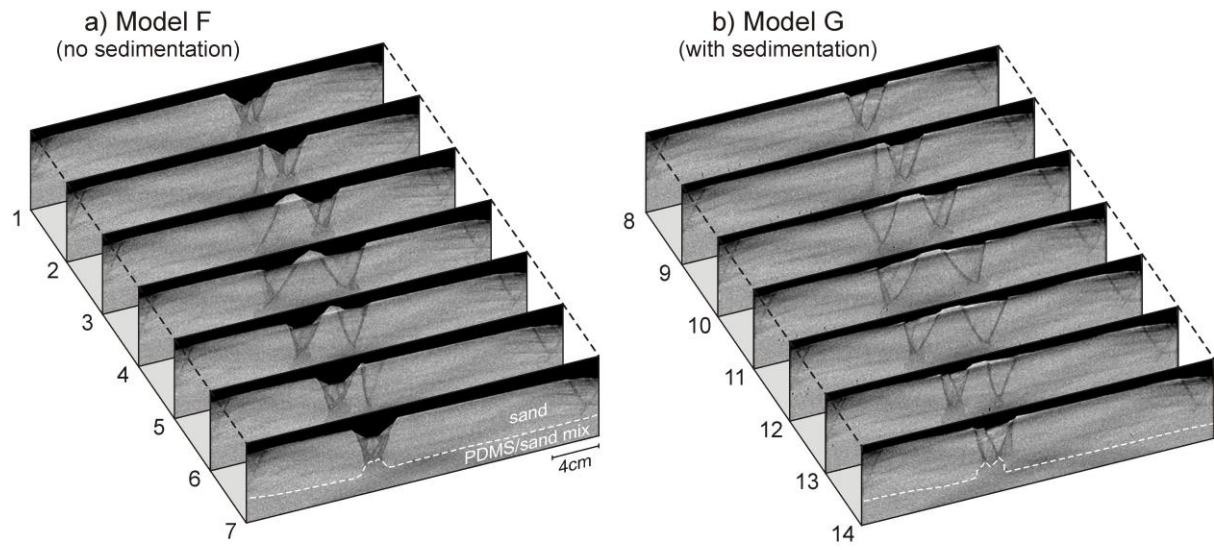 a) Model F
(no sedimentation)
b) Model G
(with sedimentation)
1
2
3
4
5
6
7
sand
PDMS/sand mix
4cm
8
9
10
11
12
13
14